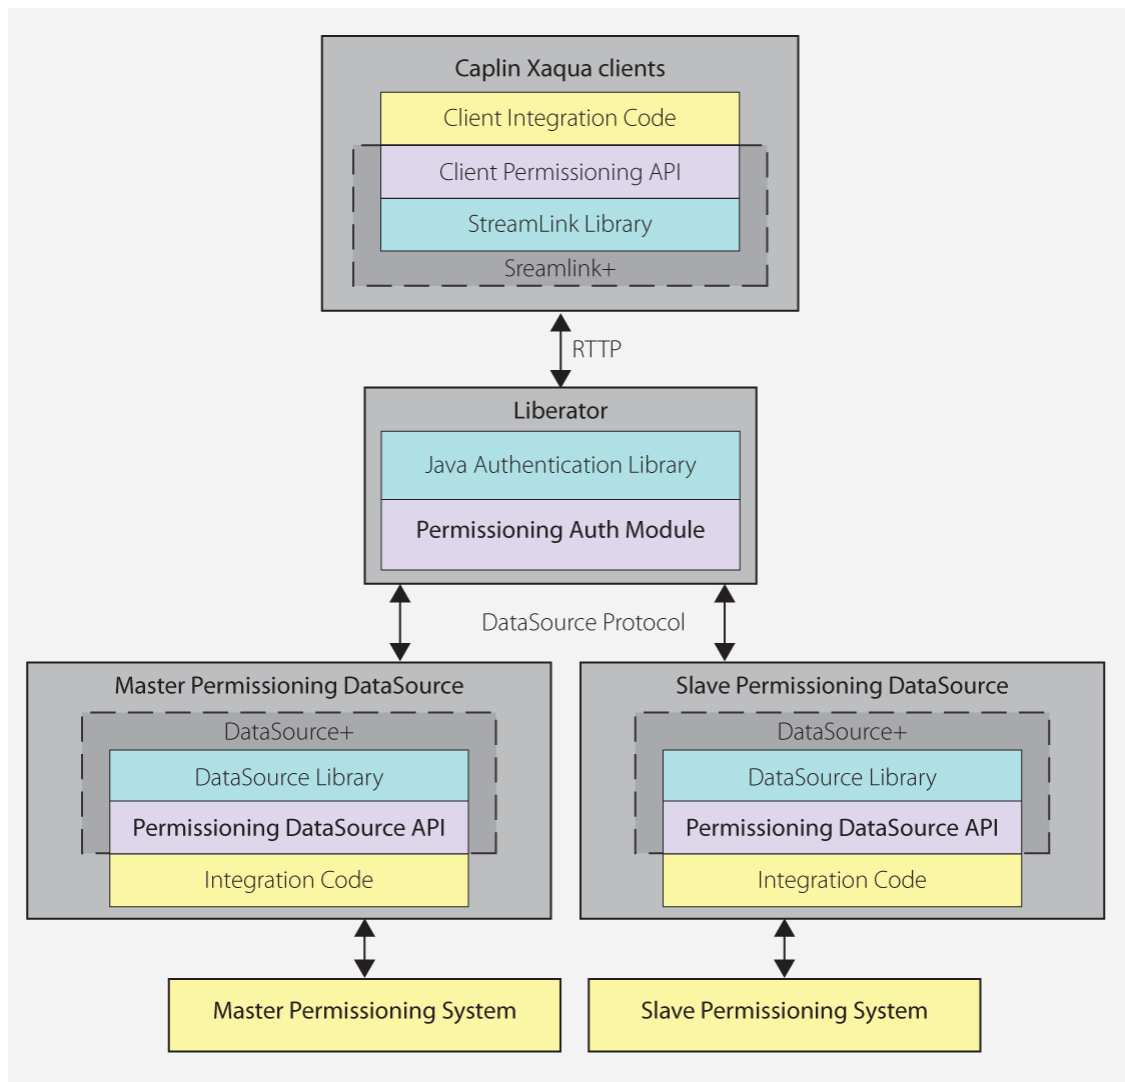 Caplin Xaqua clients
Client Integration Code
Client Permissioning API
StreamLink Library
Sreamlink+
RTTP
Liberator
Java Authentication Library
Permissioning Auth Module
DataSource Protocol
Master Permissioning DataSource
DataSource+
DataSource Library
Permissioning DataSource API
Integration Code
Slave Permissioning DataSource
DataSource+
DataSource Library
Permissioning DataSource API
Integration Code
Master Permissioning System
Slave Permissioning System